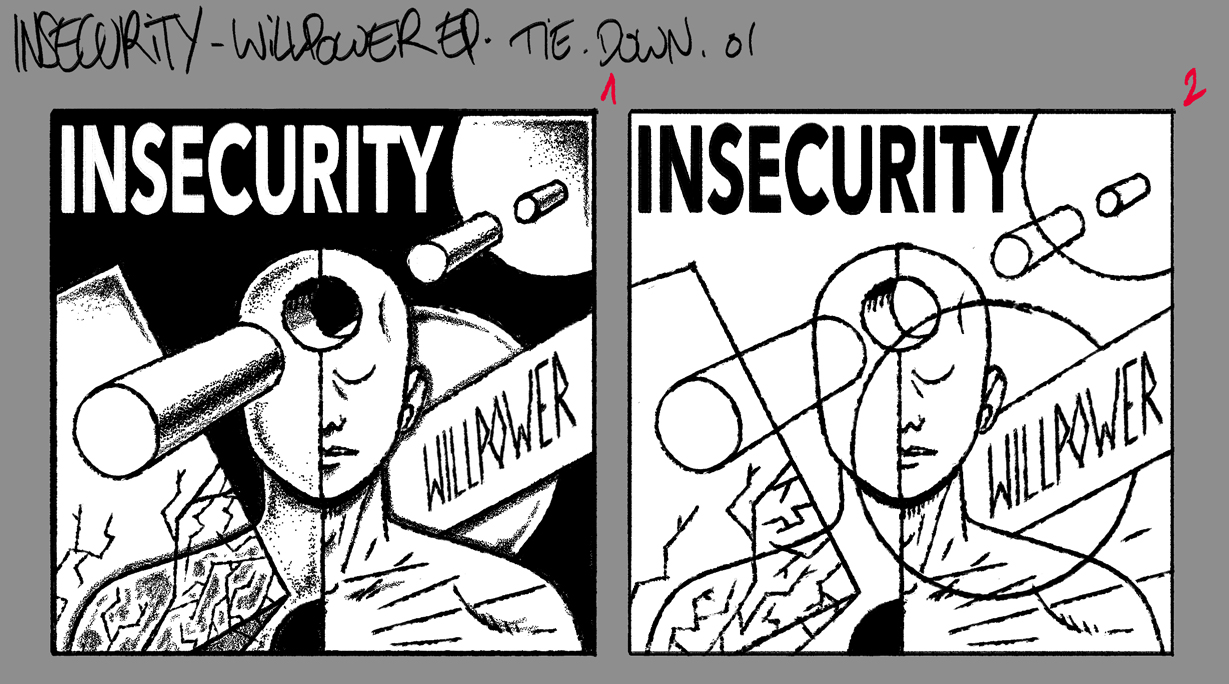 INSECURITY - WILLPOWER EP. TIE. DOWN. 01
1
2
INSECURITY
INSECURITY
WILLPOWER
WILLPOWER